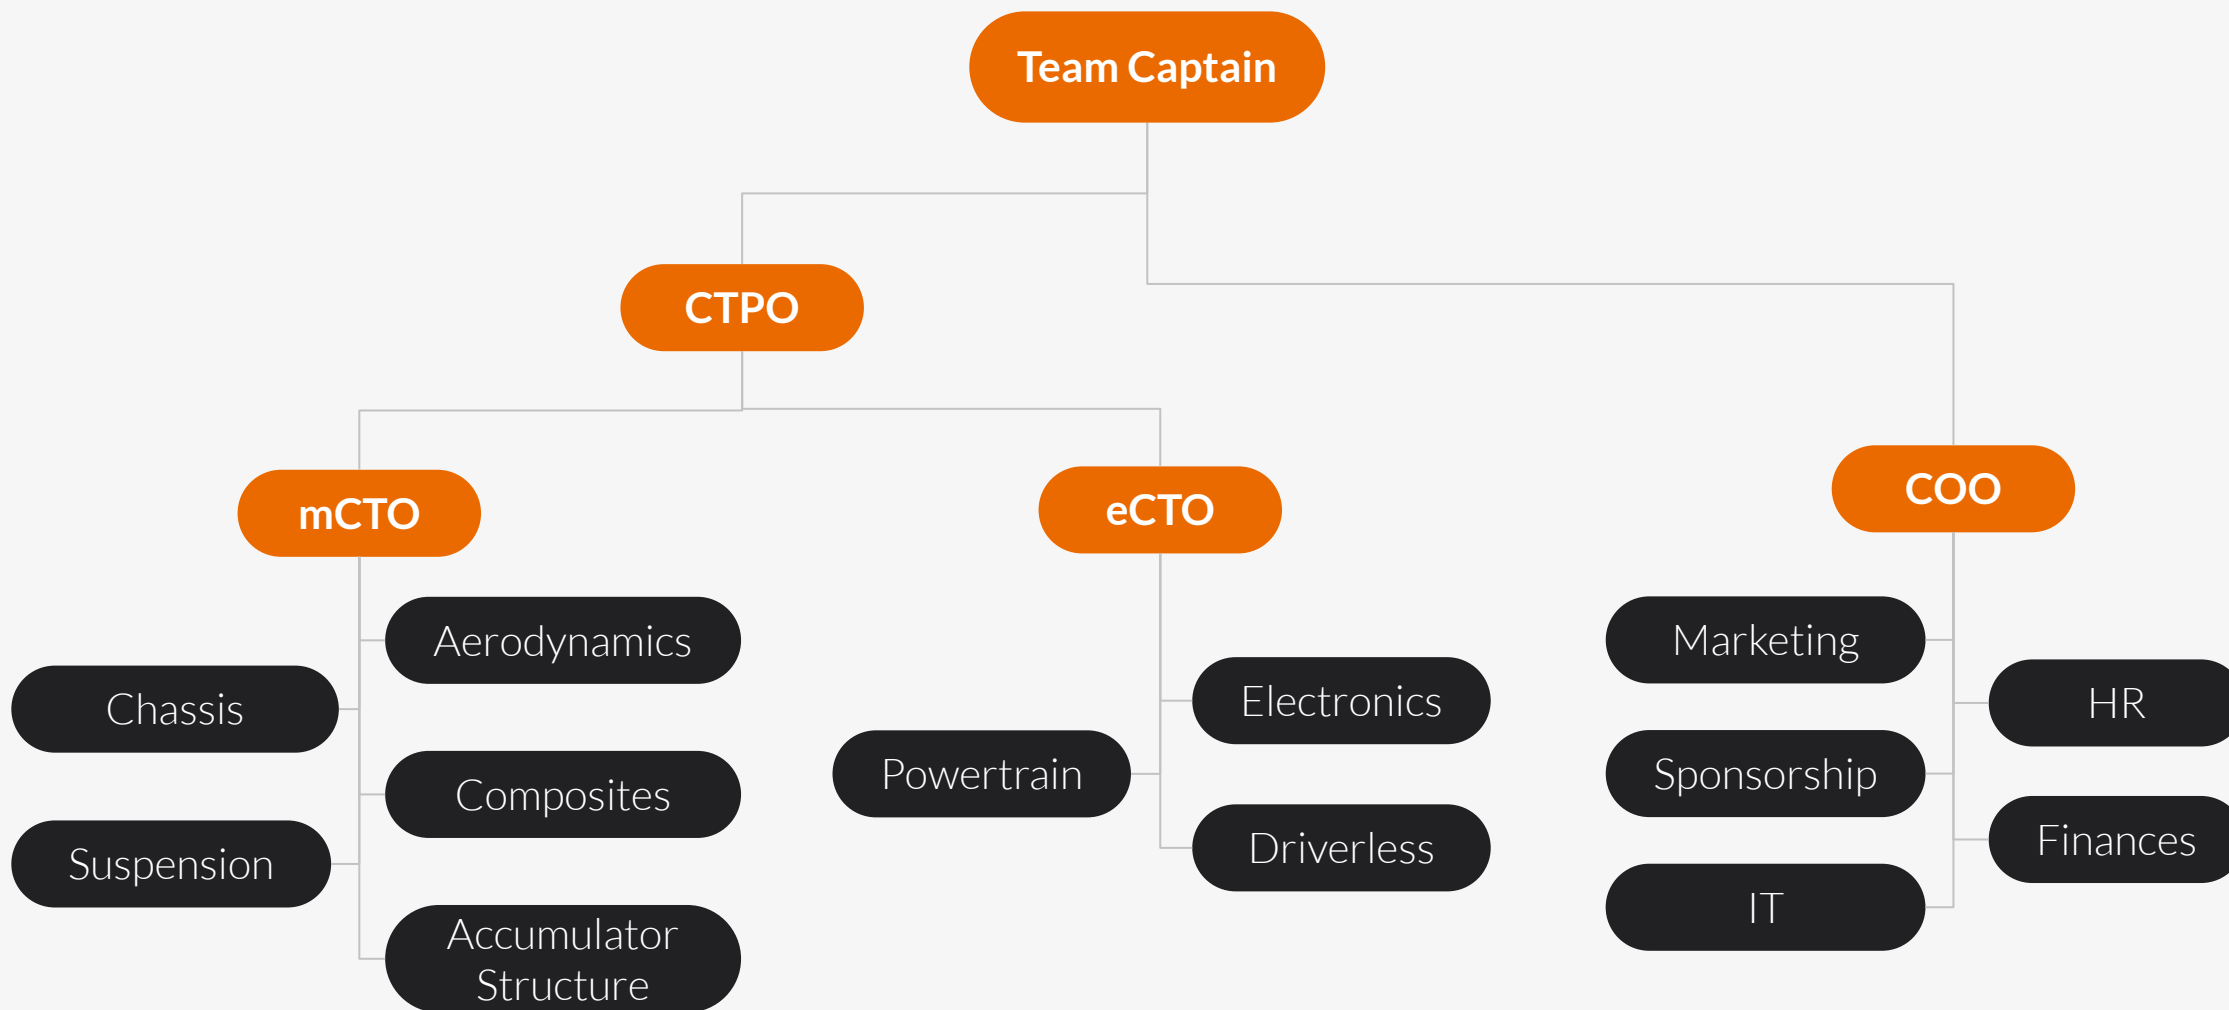 Team Captain
CTPO
mCTO
eCTO
COO
Aerodynamics
Chassis
Composites
Suspension
Accumulator
Structure
Electronics
Powertrain
Driverless
Marketing
HR
Sponsorship
Finances
IT